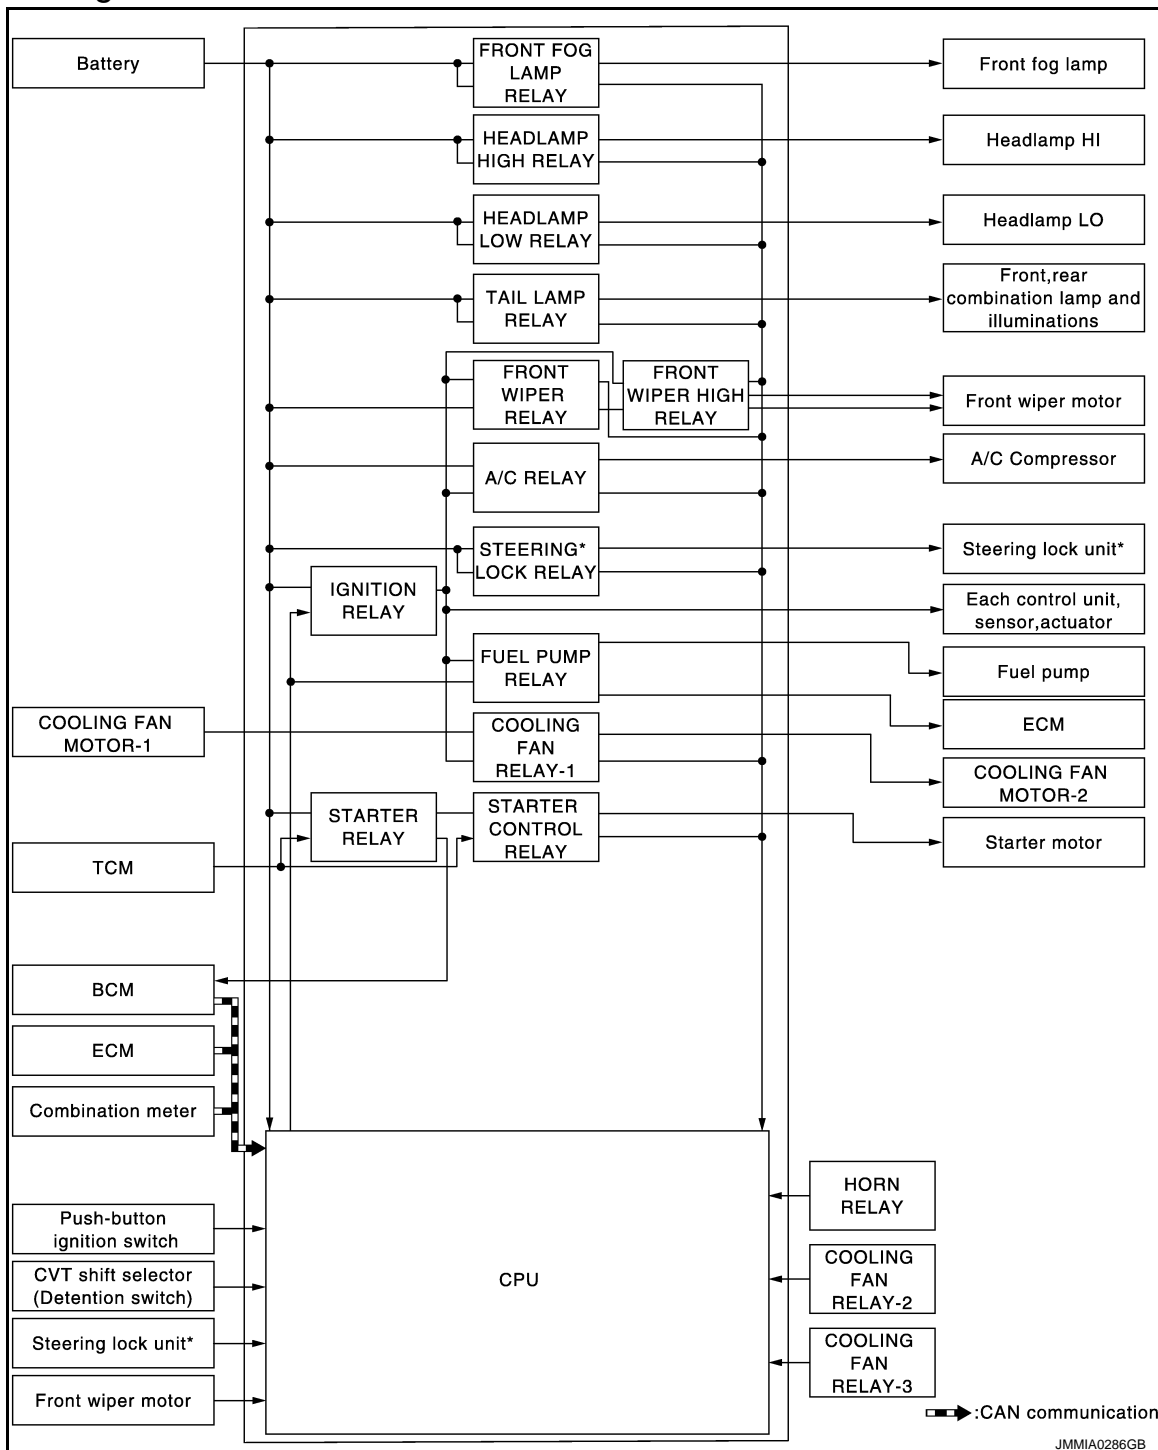 Battery
FRONT FOG
LAMP
RELAY
Front fog lamp
HEADLAMP
HIGH RELAY
Headlamp HI
HEADLAMP
LOW RELAY
Headlamp LO
TAIL LAMP
RELAY
Front,rear
combination lamp and
illuminations
FRONT
WIPER
RELAY
FRONT
WIPER HIGH
RELAY
Front wiper motor
A/C RELAY
A/C Compressor
STEERING*
LOCK RELAY
Steering lock unit*
IGNITION
RELAY
Each control unit,
sensor,actuator
FUEL PUMP
RELAY
Fuel pump
COOLING FAN
MOTOR-1
COOLING
FAN
RELAY-1
ECM
COOLING FAN
MOTOR-2
STARTER
RELAY
STARTER
CONTROL
RELAY
Starter motor
TCM
BCM
ECM
Combination meter
Push-button
ignition switch
CVT shift selector
(Detention switch)
Steering lock unit*
Front wiper motor
CPU
HORN
RELAY
COOLING
FAN
RELAY-2
COOLING
FAN
RELAY-3
:CAN communication
JMMIA0286GB